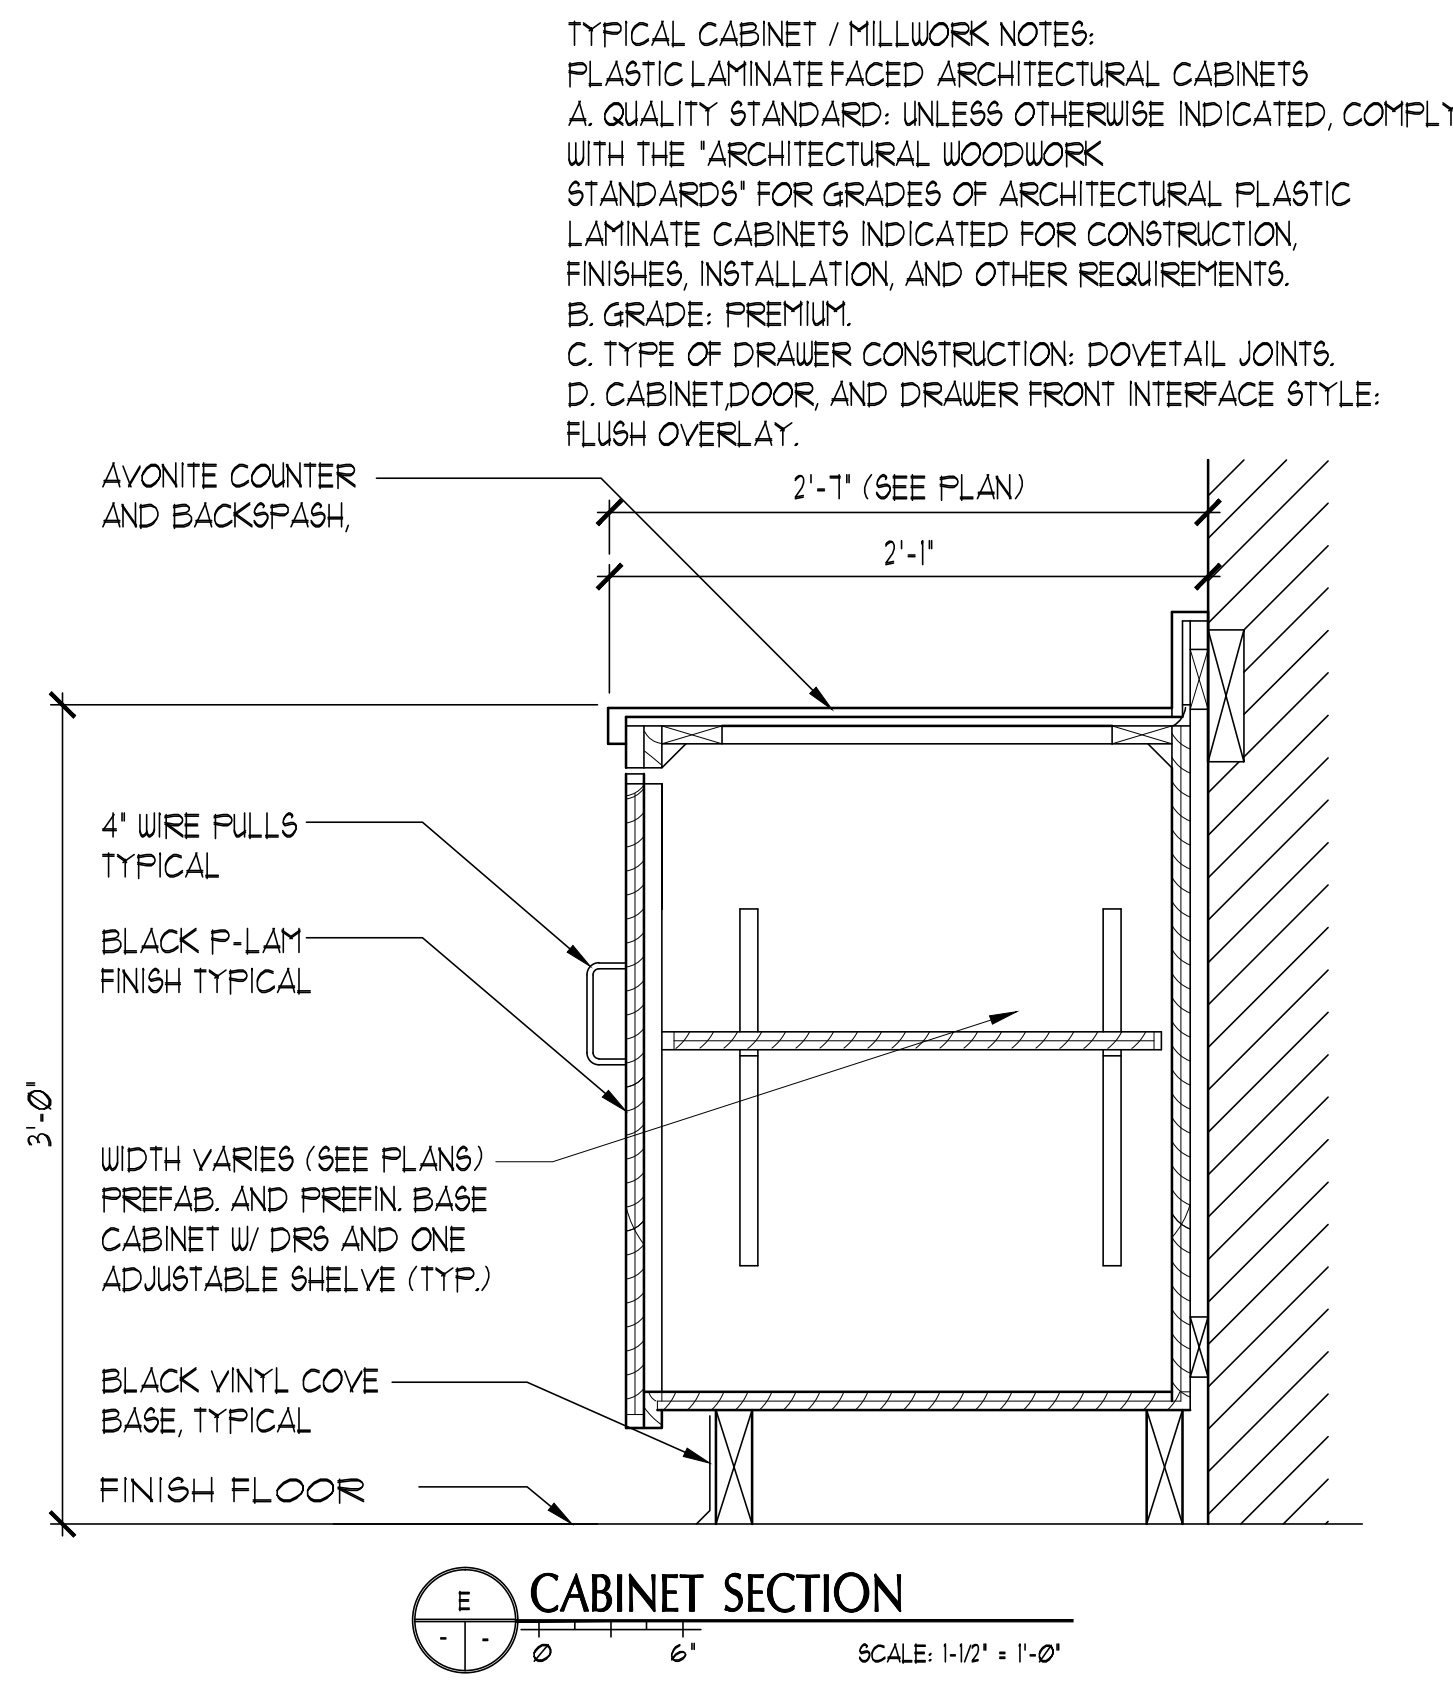 TYPICAL CABINET / MILLWORK NOTES:
PLASTIC LAMINATE FACED ARCHITECTURAL CABINETS
A. QUALITY STANDARD: UNLESS OTHERWISE INDICATED, COMPLY
WITH THE "ARCHITECTURAL WOODWORK
STANDARDS" FOR GRADES OF ARCHITECTURAL PLASTIC
LAMINATE CABINETS INDICATED FOR CONSTRUCTION,
FINISHES, INSTALLATION, AND OTHER REQUIREMENTS.
B. GRADE: PREMIUM.
C. TYPE OF DRAWER CONSTRUCTION: DOVETAIL JOINTS.
D. CABINET,DOOR, AND DRAWER FRONT INTERFACE STYLE:
FLUSH OVERLAY.
AVONITE COUNTER
AND BACKSPASH,
2'-7" (SEE PLAN)
2'-1"
4" WIRE PULLS
TYPICAL
BLACK P-LAM
FINISH TYPICAL
3'-0"
WIDTH VARIES (SEE PLANS)
PREFAB. AND PREFIN. BASE
CABINET W/ DRS AND ONE
ADJUSTABLE SHELVE (TYP.)
BLACK VINYL COVE
BASE, TYPICAL
FINISH FLOOR
E
- -
CABINET SECTION
0 6"
SCALE: 1-1/2" = 1'-0"